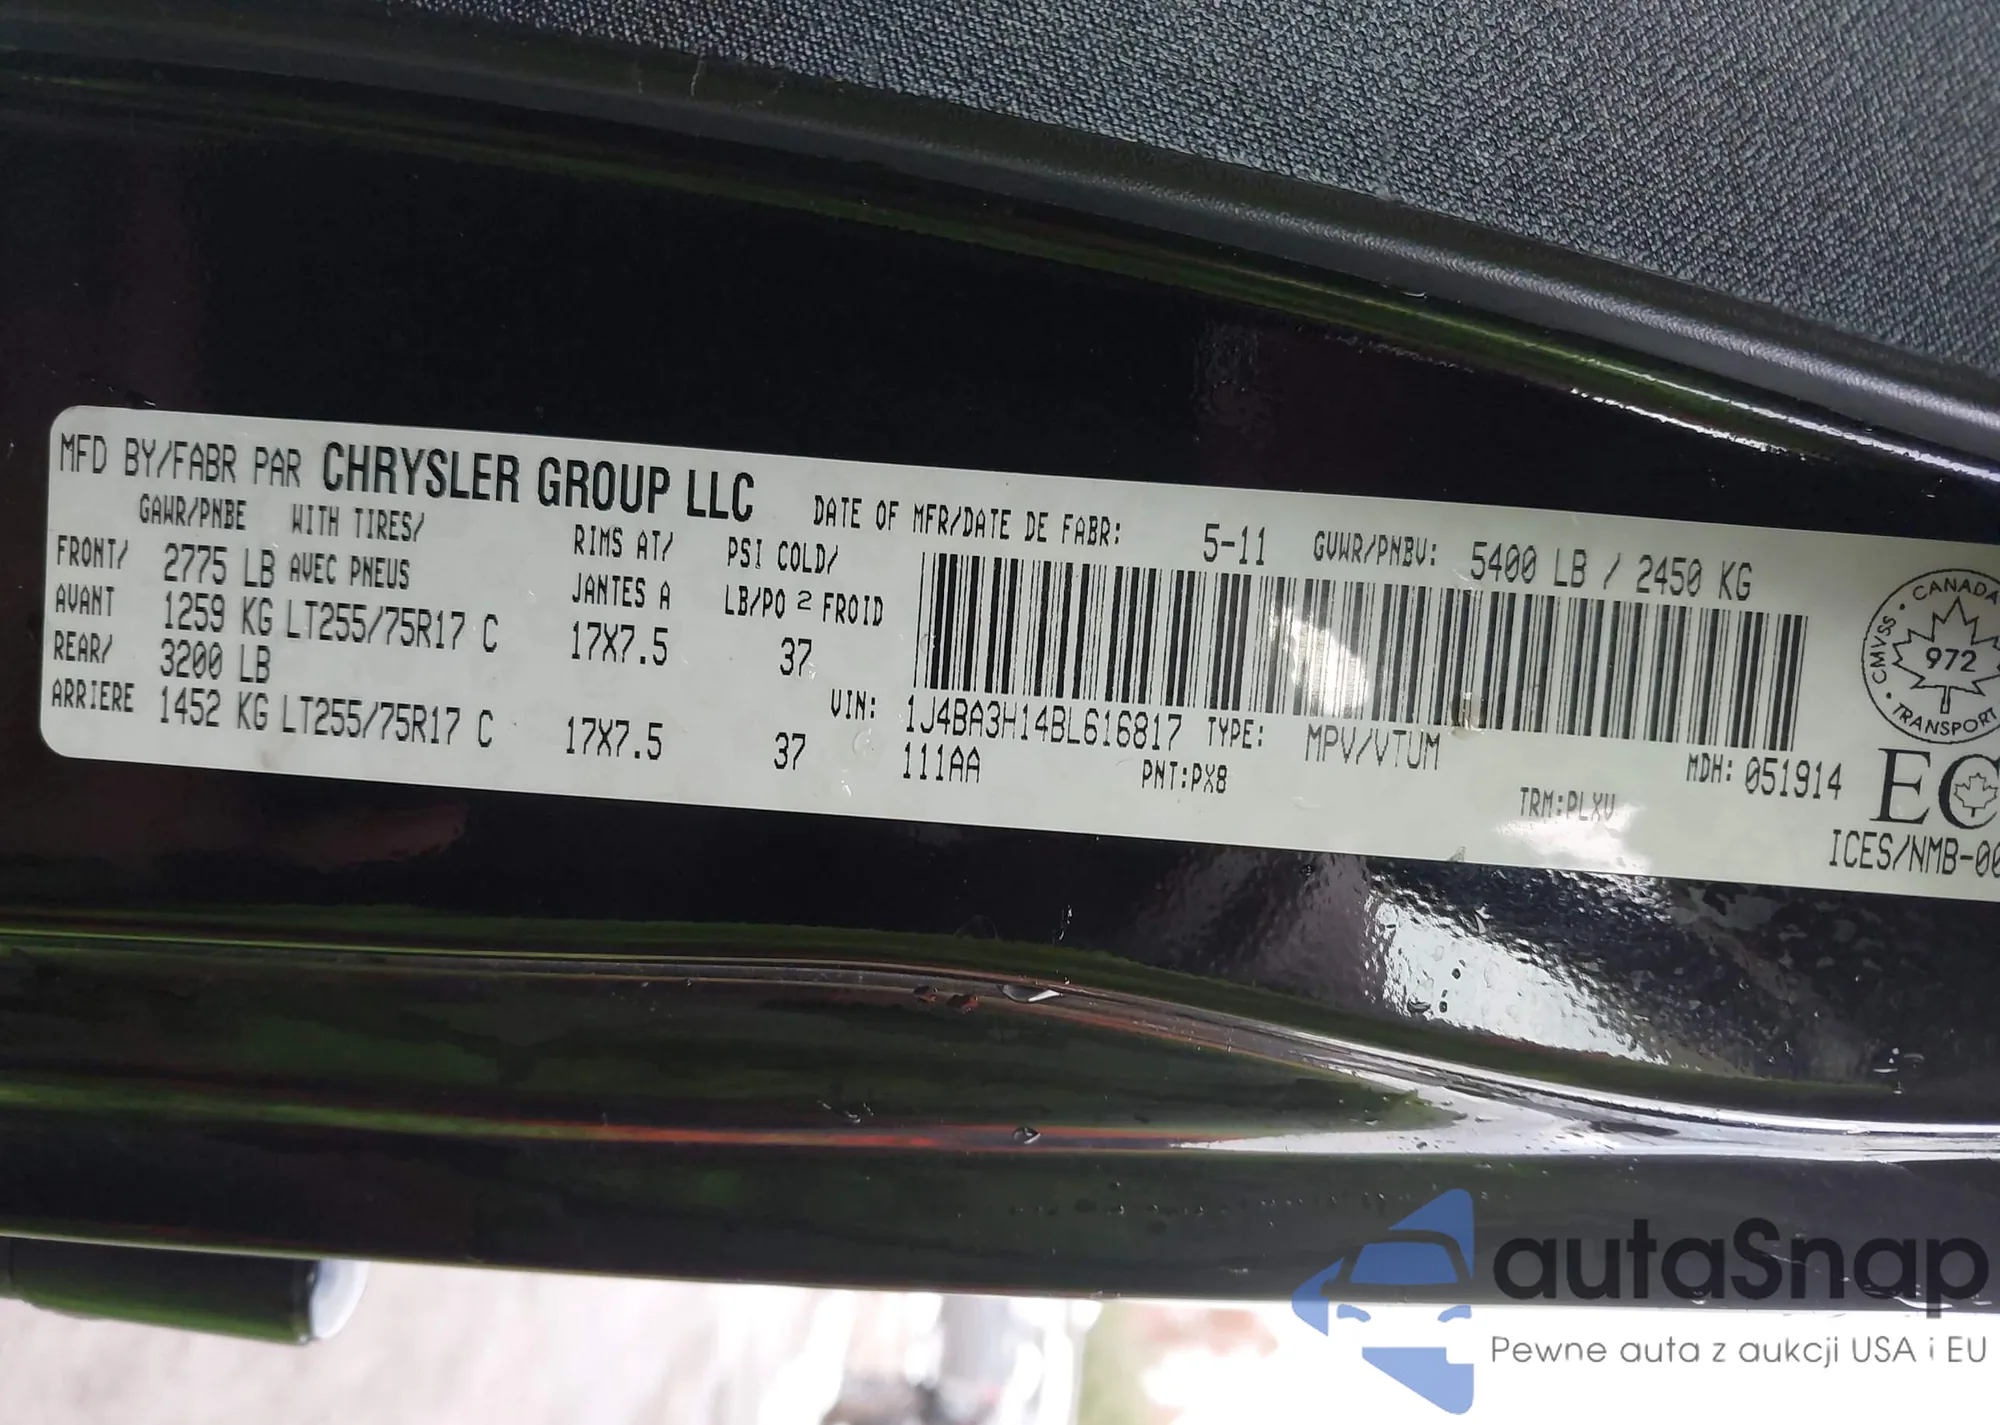 MFD BY/FABR PAR CHRYSLER GROUP LLC DATE OF MFR/DATE DE FABR: 5-11 GVWR/PNBV: 5400 LB / 2450 KG
GAWR/PNBE WITH TIRES/ RIMS AT/ PSI COLD/
FRONT/ 2775 LB AVEC PNEUS JANTES A LB/PO 2 FROID
AVANT 1259 KG LT255/75R17 C 17X7.5 37
REAR/ 3200 LB
ARRIERE 1452 KG LT255/75R17 C 17X7.5 37
VIN: 1J4BA3H14BL616817 TYPE: MPV/VTUM MDH: 051914
111AA PNT:PX8 TRM:PLXV
CANADA
CMVSS
972
TRANSPORT
EC
ICES/NMB-00
autaSnap
Pewne auta z aukcji USA i EU